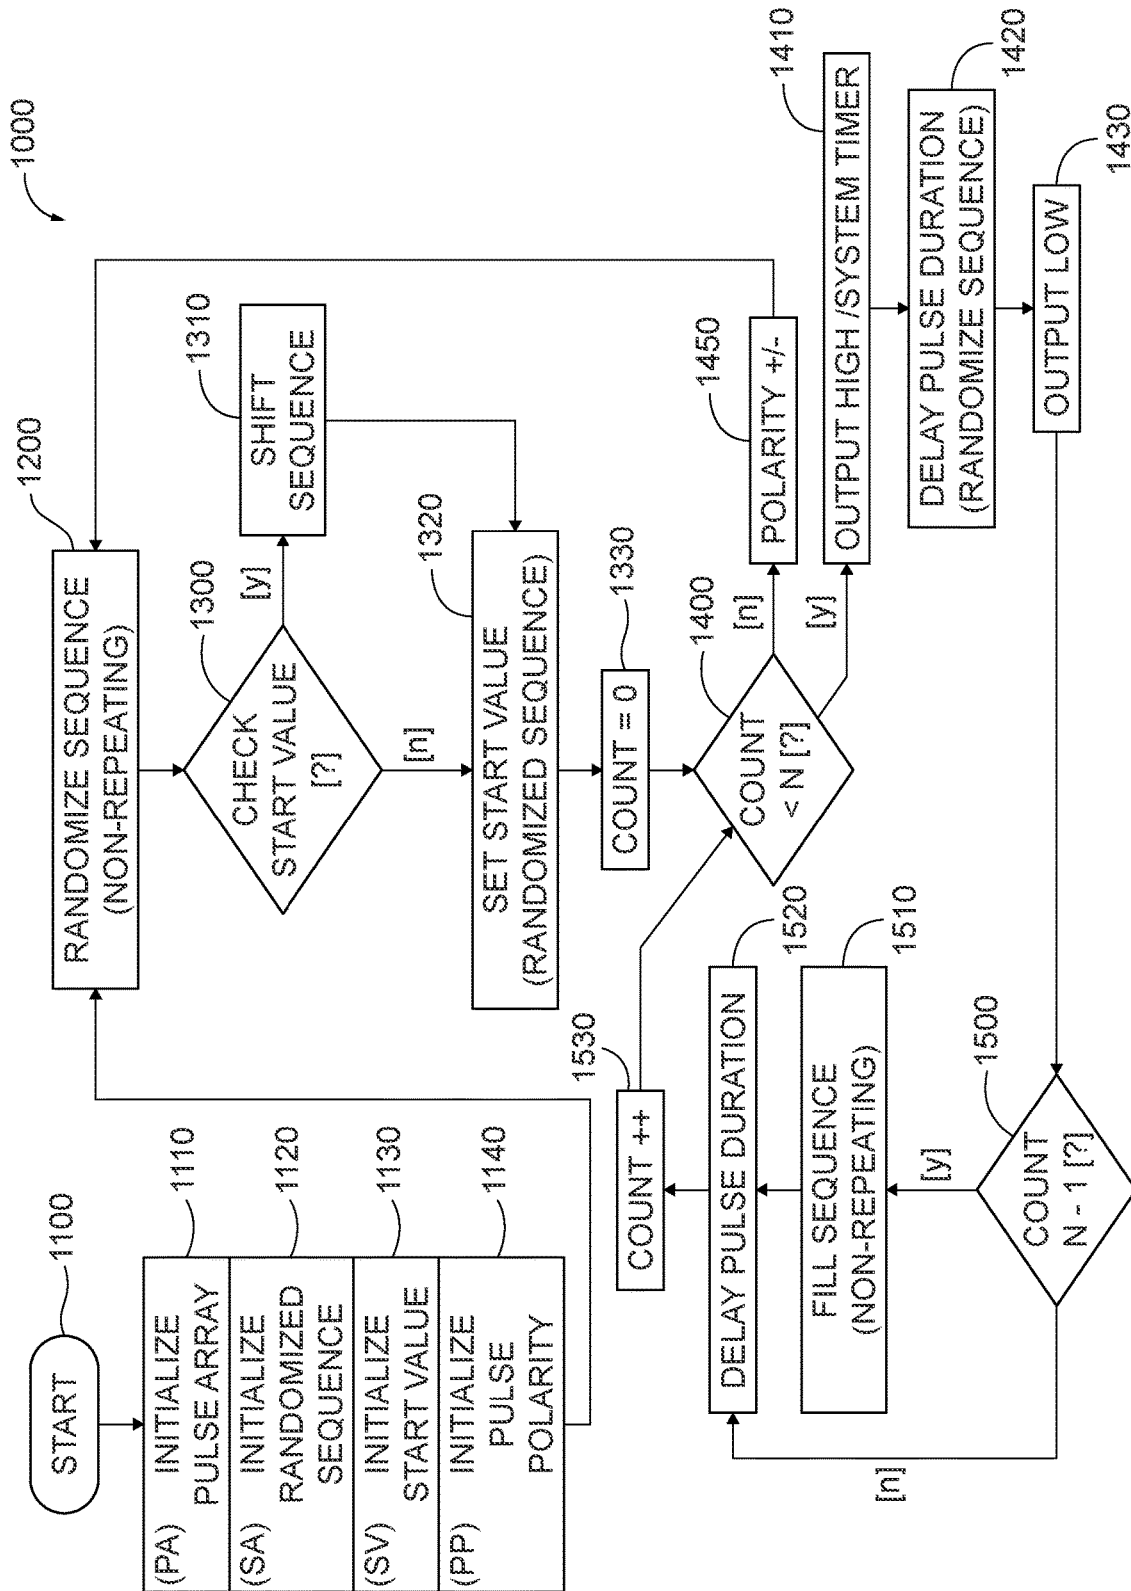 1000
START
1100
(PA) INITIALIZE
PULSE ARRAY
1110
(SA) INITIALIZE
RANDOMIZED
SEQUENCE
1120
(SV) INITIALIZE
START VALUE
1130
(PP) INITIALIZE
PULSE
POLARITY
1140
RANDOMIZE SEQUENCE
(NON-REPEATING)
1200
CHECK
START VALUE
[?]
1300
[y]
SHIFT
SEQUENCE
1310
[n]
SET START VALUE
(RANDOMIZED SEQUENCE)
1320
COUNT = 0
1330
COUNT
< N [?]
1400
[n]
POLARITY +/-
1450
[y]
OUTPUT HIGH /SYSTEM TIMER
1410
DELAY PULSE DURATION
(RANDOMIZE SEQUENCE)
1420
OUTPUT LOW
1430
COUNT
N - 1 [?]
1500
[y]
[n]
FILL SEQUENCE
(NON-REPEATING)
1510
DELAY PULSE DURATION
1520
COUNT ++
1530